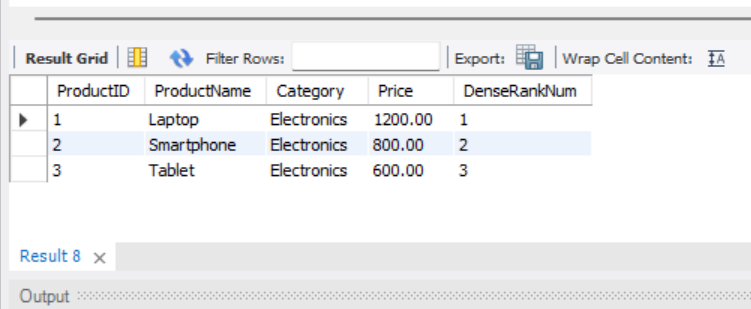 Result Grid Filter Rows: Export: Wrap Cell Content:
ProductID ProductName Category Price DenseRankNum
1 Laptop Electronics 1200.00 1
2 Smartphone Electronics 800.00 2
3 Tablet Electronics 600.00 3
Result 8
Output